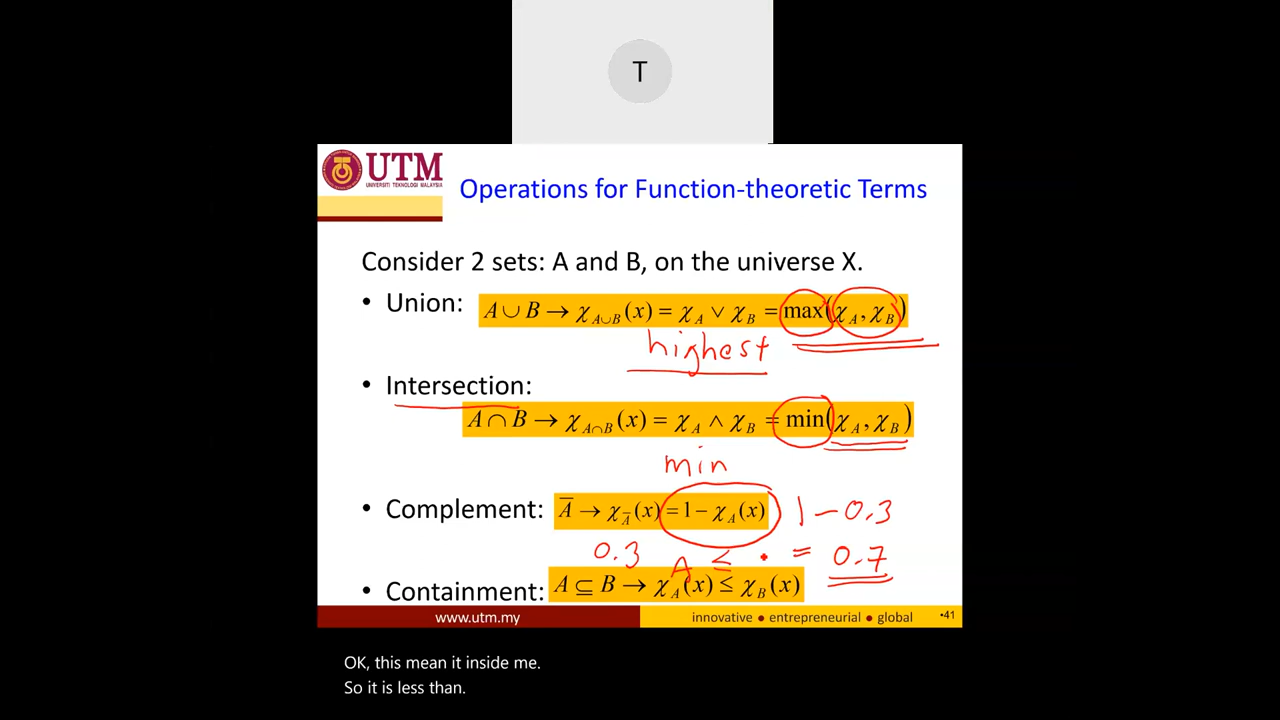 T
UTM
UNIVERSITI TEKNOLOGI MALAYSIA
Operations for Function-theoretic Terms
Consider 2 sets: A and B, on the universe X.
• Union: A ∪ B → χ_{A∪B}(x) = χ_A ∨ χ_B = max(χ_A, χ_B)
highest
• Intersection:
A ∩ B → χ_{A∩B}(x) = χ_A ∧ χ_B = min(χ_A, χ_B)
min
• Complement: A̅ → χ_{A̅}(x) = 1 − χ_A(x) 1 − 0.3
0.3 A ≤ = 0.7
• Containment: A ⊆ B → χ_A(x) ≤ χ_B(x)
www.utm.my innovative ● entrepreneurial ● global •41
OK, this mean it inside me.
So it is less than.